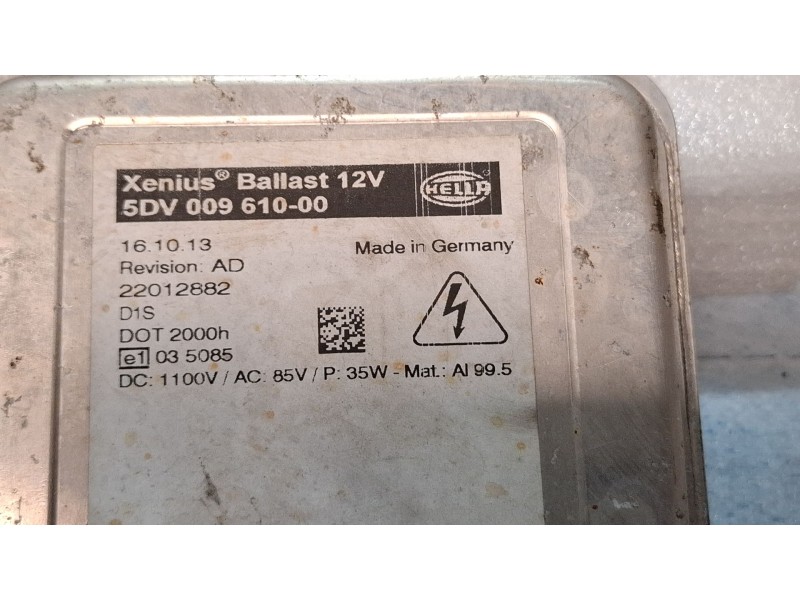 Xenius® Ballast 12V
5DV 009 610-00
HELLA
16.10.13
Made in Germany
Revision: AD
22012882
D1S
DOT 2000h
e1 03 5085
DC: 1100V / AC: 85V / P: 35W - Mat.: Al 99.5